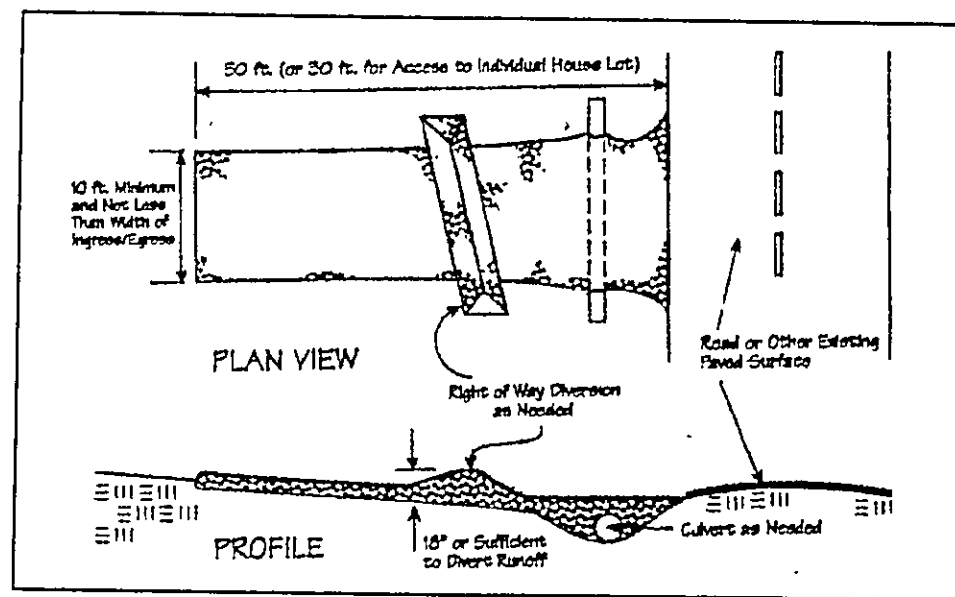 50 ft. (or 30 ft. for Access to Individual House Lot)
10 ft. Minimum
and Not Less
Than Width of
Ingress/Egress
PLAN VIEW
Right of Way Diversion
as Needed
Road or Other Existing
Paved Surface
Culvert as Needed
18" or Sufficient
to Divert Runoff
PROFILE